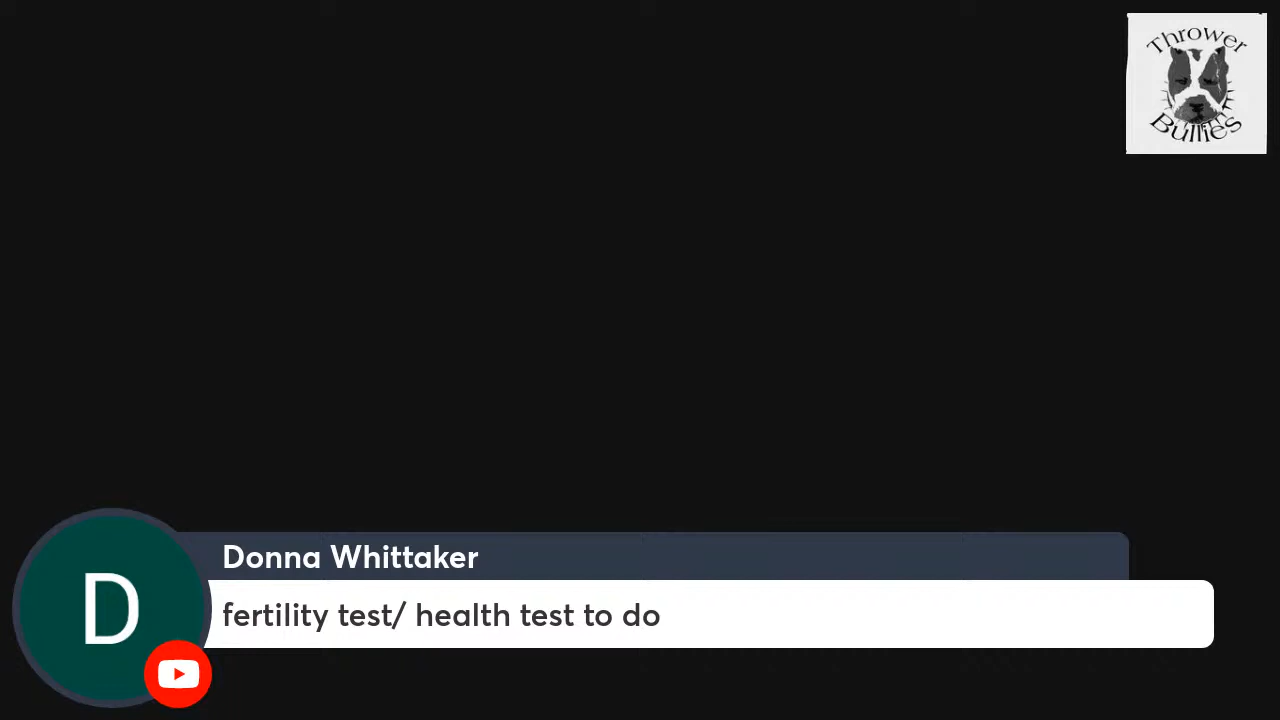 Thrower
Bullies
D
Donna Whittaker
fertility test/ health test to do